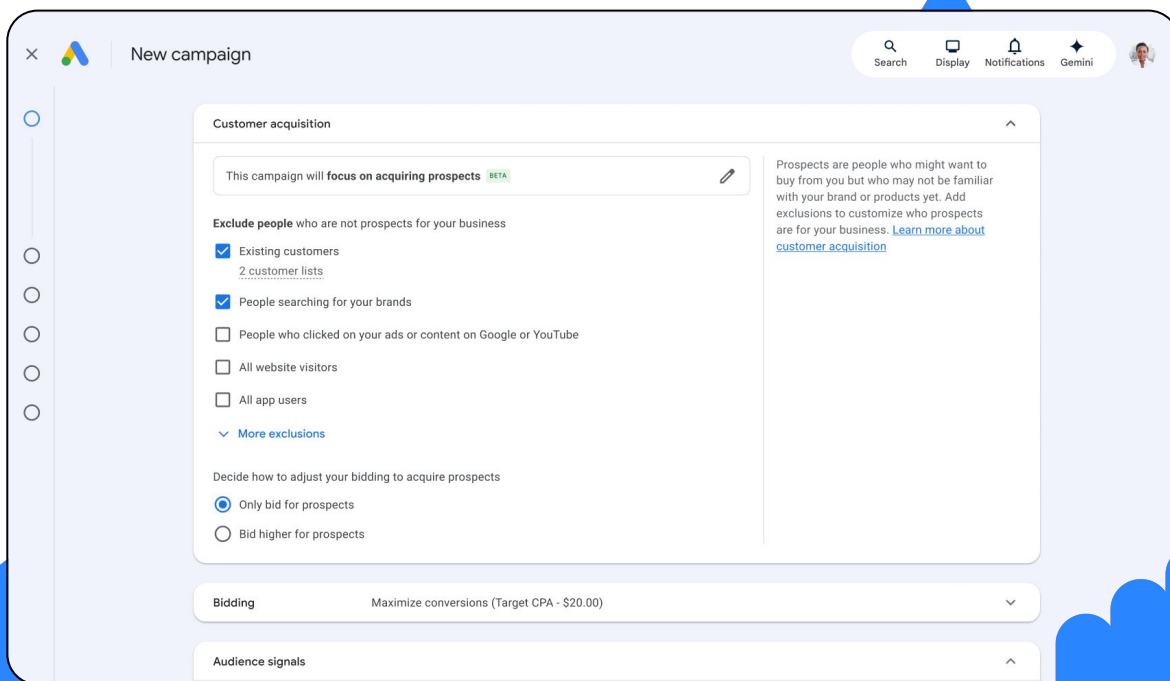 New campaign
Search
Display
Notifications
Gemini
Customer acquisition
This campaign will focus on acquiring prospects BETA
Exclude people who are not prospects for your business
Existing customers
2 customer lists
People searching for your brands
People who clicked on your ads or content on Google or YouTube
All website visitors
All app users
More exclusions
Decide how to adjust your bidding to acquire prospects
Only bid for prospects
Bid higher for prospects
Prospects are people who might want to
buy from you but who may not be familiar
with your brand or products yet. Add
exclusions to customize who prospects
are for your business. Learn more about
customer acquisition
Bidding
Maximize conversions (Target CPA - $20.00)
Audience signals